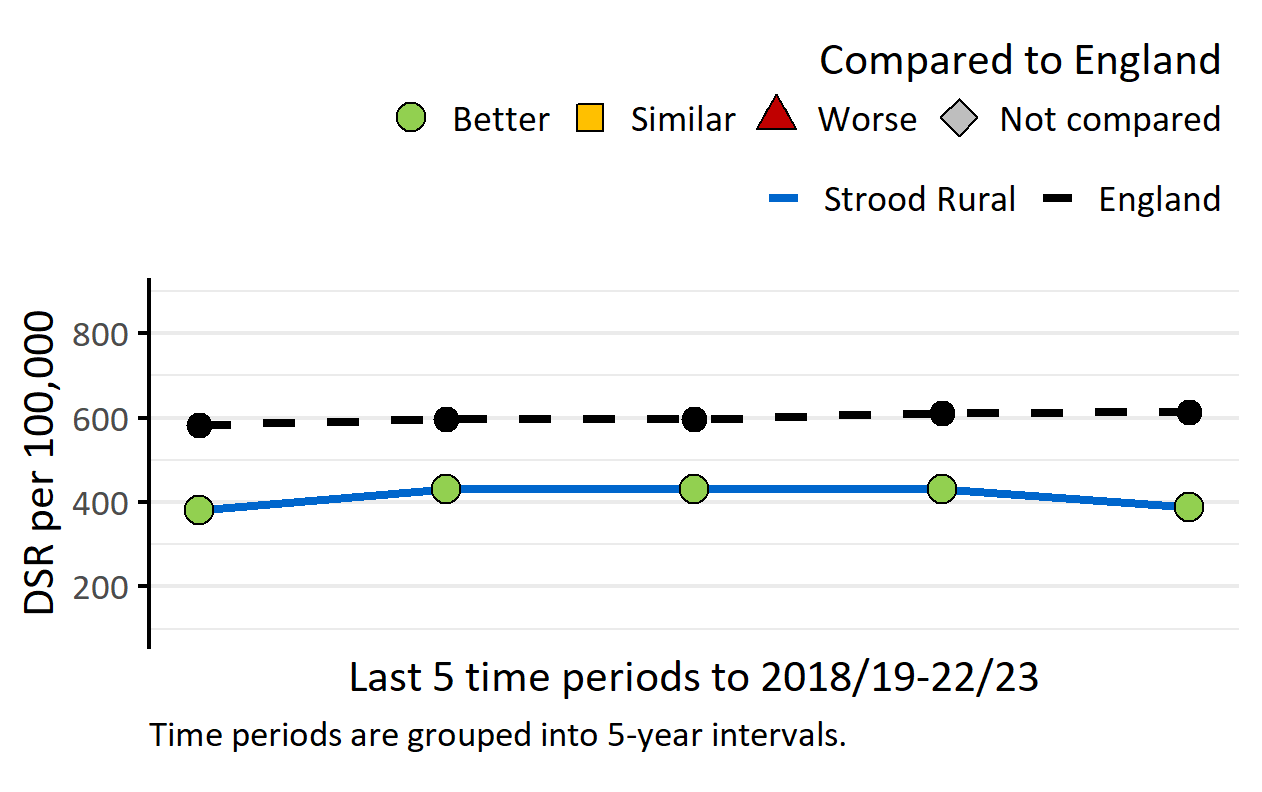 Compared to England
Better Similar Worse Not compared
Strood Rural England
DSR per 100,000
800
600
400
200
Last 5 time periods to 2018/19-22/23
Time periods are grouped into 5-year intervals.